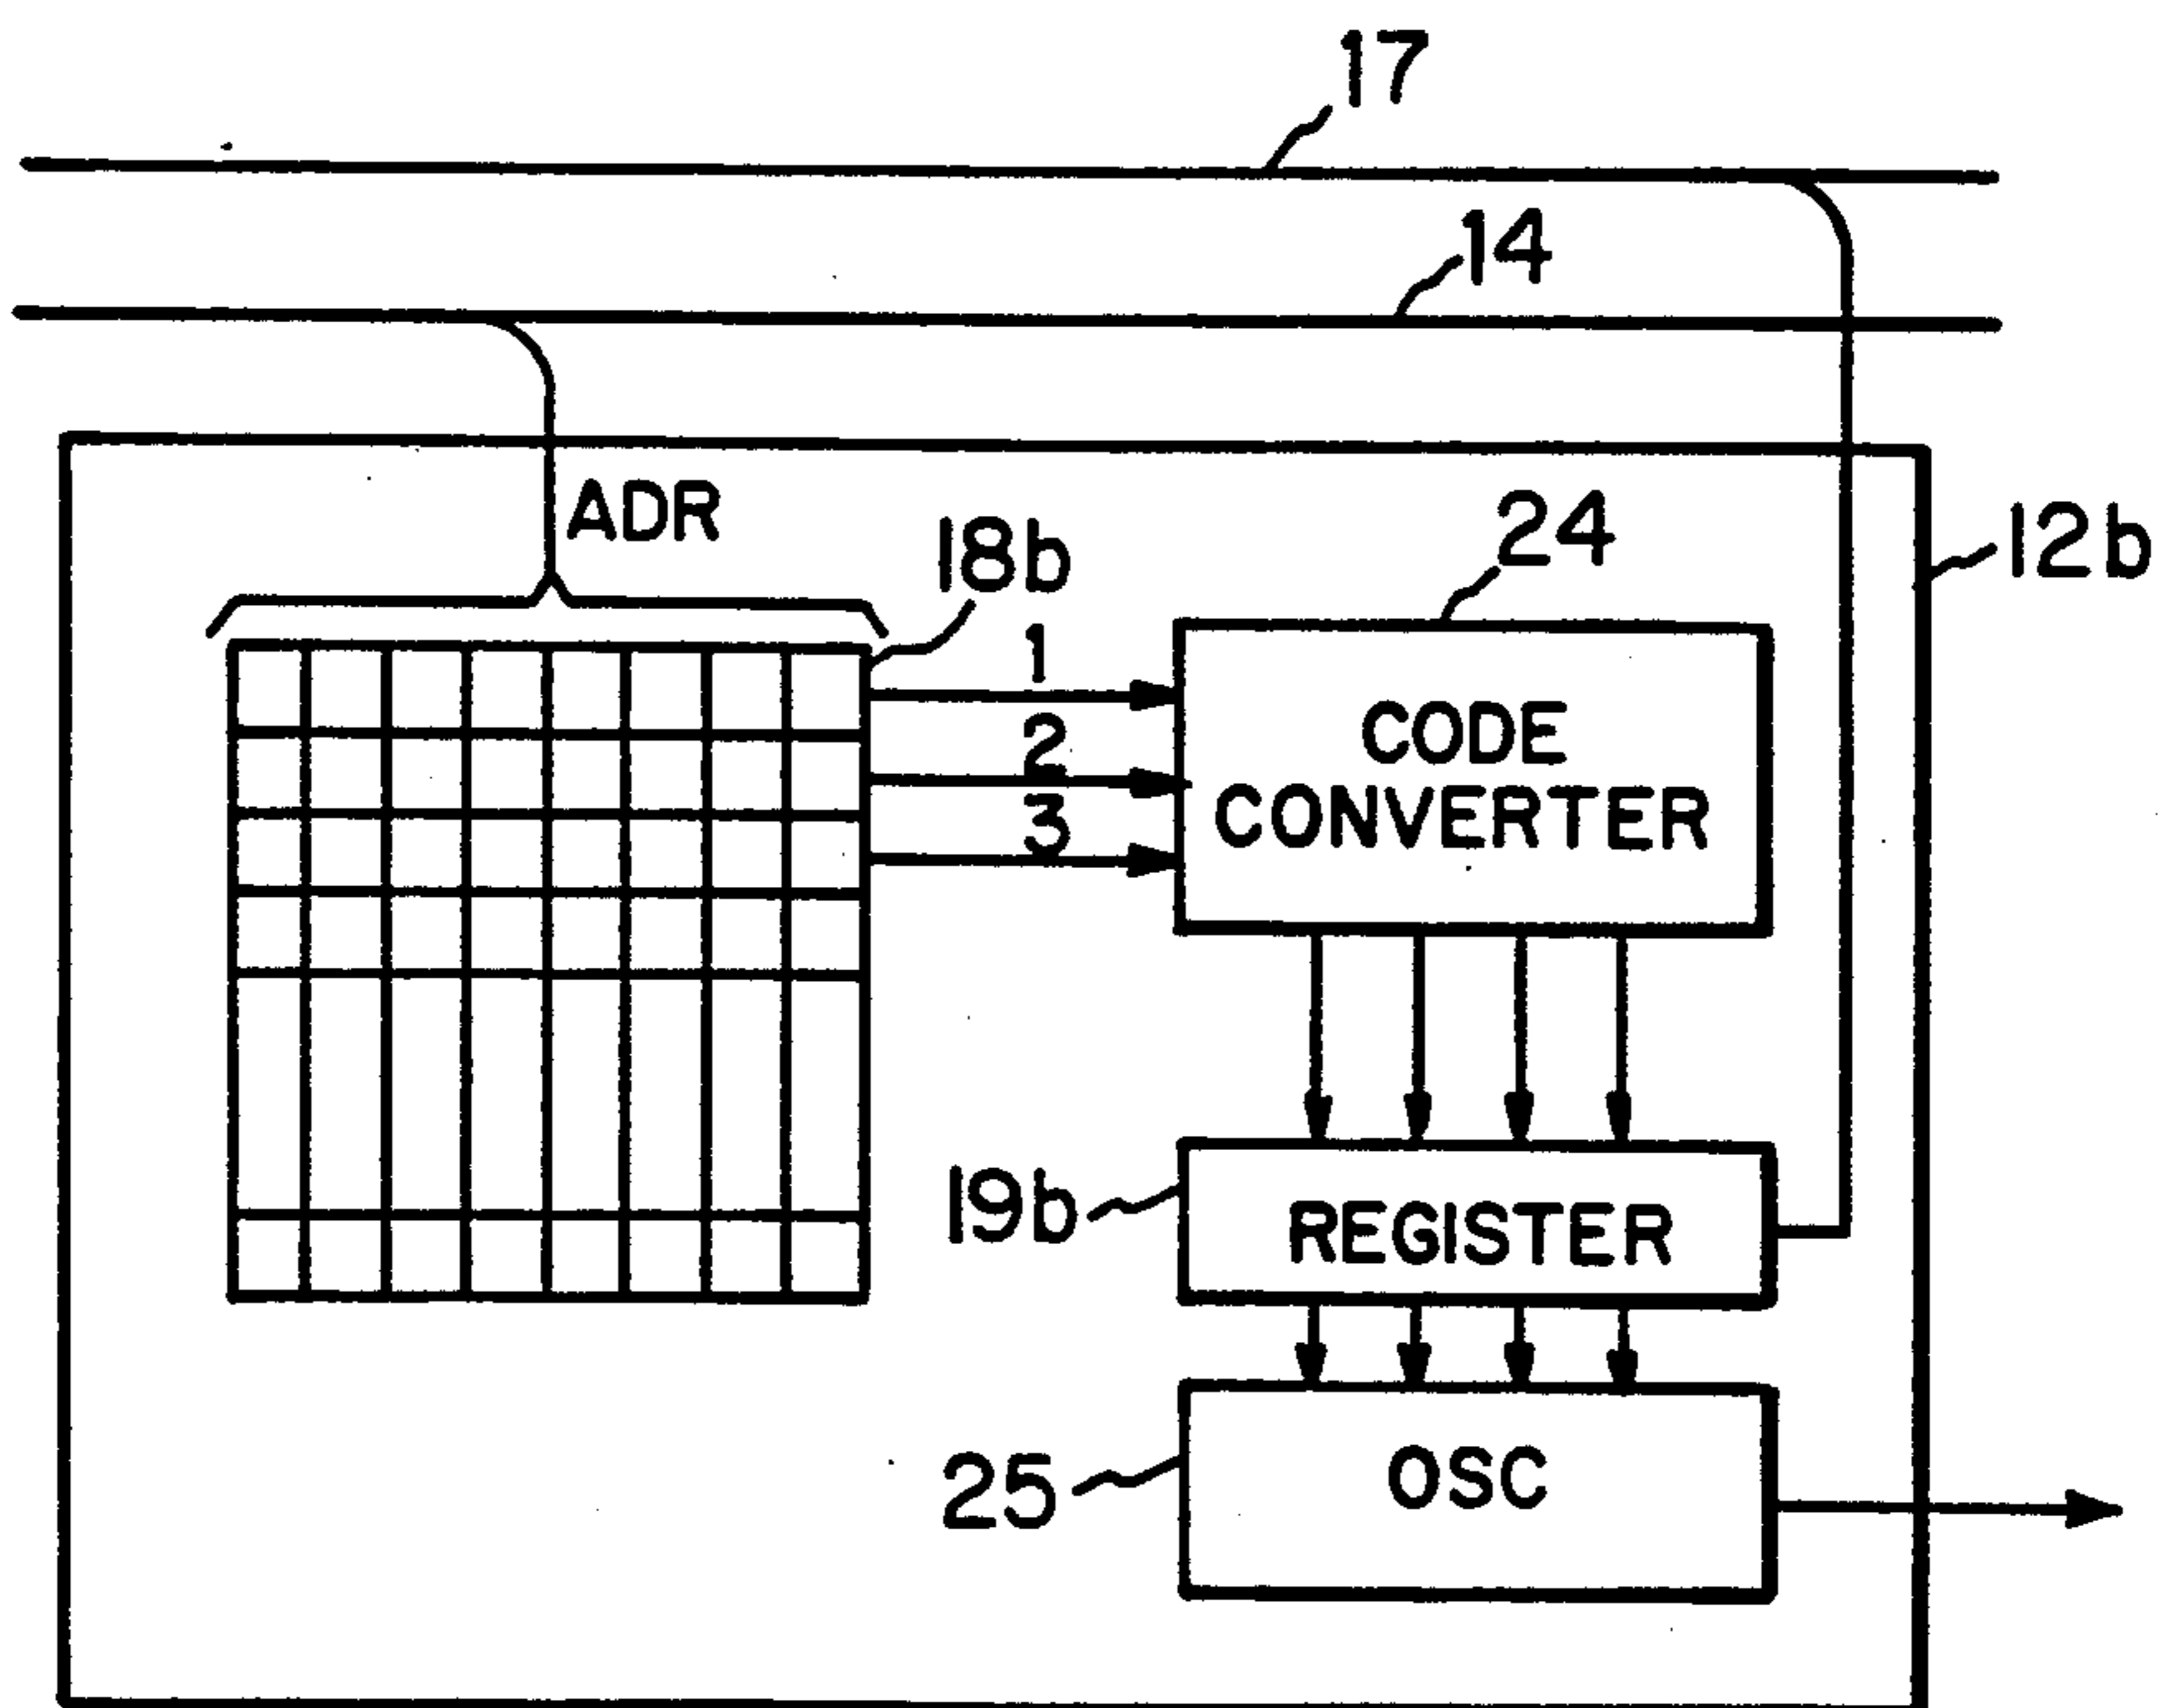 17
14
ADR
18b
24
12b
1
2
3
CODE
CONVERTER
19b
REGISTER
25
OSC